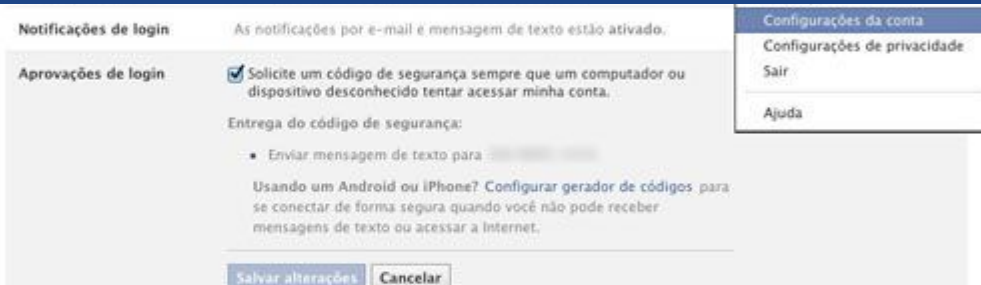 Notificações de login
As notificações por e-mail e mensagem de texto estão ativado.
Configurações da conta
Configurações de privacidade
Sair
Ajuda
Aprovações de login
Solicite um código de segurança sempre que um computador ou
dispositivo desconhecido tentar acessar minha conta.
Entrega do código de segurança:
Enviar mensagem de texto para
Usando um Android ou iPhone? Configurar gerador de códigos para
se conectar de forma segura quando você não pode receber
mensagens de texto ou acessar a Internet.
Salvar alterações
Cancelar